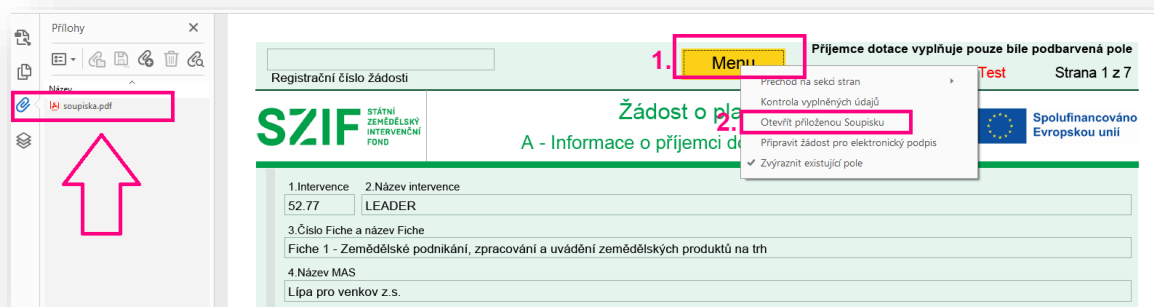 Přílohy
Název
soupiska.pdf
1.
Menu
Příjemce dotace vyplňuje pouze bíle podbarvená pole
Registrační číslo žádosti
Test
Strana 1 z 7
Přechod na sekci stran
Kontrola vyplněných údajů
2.
Otevřít přiloženou Soupisku
Připravit žádost pro elektronický podpis
Zvýraznit existující pole
SZIF
STÁTNÍ
ZEMĚDĚLSKÝ
INTERVENČNÍ
FOND
Žádost o pla
A - Informace o příjemci do
Spolufinancováno
Evropskou unií
1.Intervence 2.Název intervence
52.77 LEADER
3.Číslo Fiche a název Fiche
Fiche 1 - Zemědělské podnikání, zpracování a uvádění zemědělských produktů na trh
4.Název MAS
Lípa pro venkov z.s.